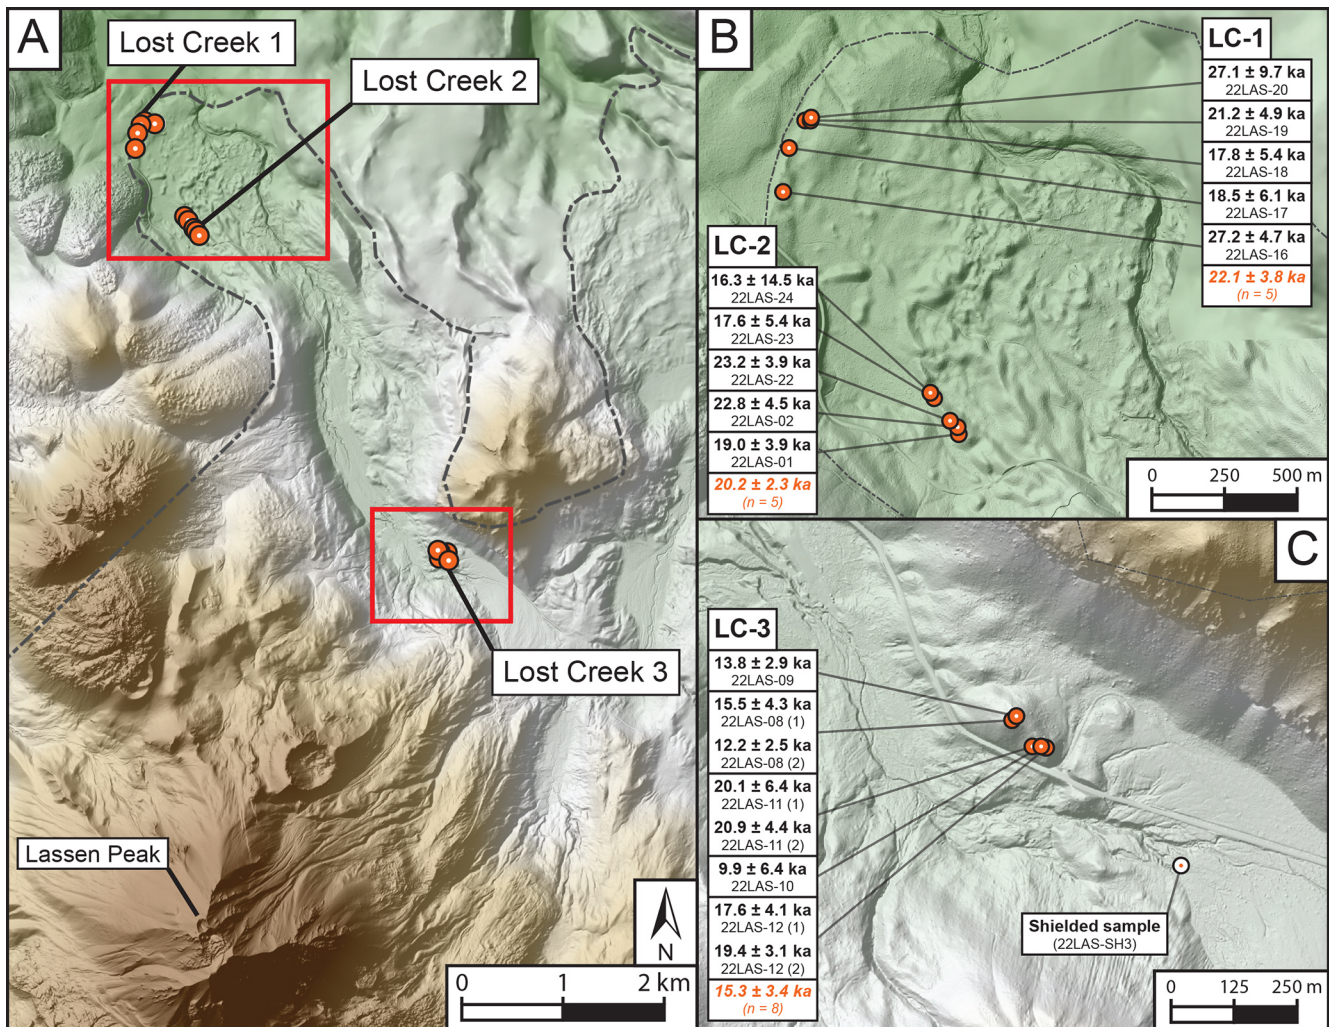 A
Lost Creek 1
Lost Creek 2
Lost Creek 3
Lassen Peak
N
0 1 2 km
B
LC-1
27.1 ± 9.7 ka
22LAS-20
21.2 ± 4.9 ka
22LAS-19
17.8 ± 5.4 ka
22LAS-18
18.5 ± 6.1 ka
22LAS-17
27.2 ± 4.7 ka
22LAS-16
22.1 ± 3.8 ka
(n = 5)
LC-2
16.3 ± 14.5 ka
22LAS-24
17.6 ± 5.4 ka
22LAS-23
23.2 ± 3.9 ka
22LAS-22
22.8 ± 4.5 ka
22LAS-02
19.0 ± 3.9 ka
22LAS-01
20.2 ± 2.3 ka
(n = 5)
0 250 500 m
C
LC-3
13.8 ± 2.9 ka
22LAS-09
15.5 ± 4.3 ka
22LAS-08 (1)
12.2 ± 2.5 ka
22LAS-08 (2)
20.1 ± 6.4 ka
22LAS-11 (1)
20.9 ± 4.4 ka
22LAS-11 (2)
9.9 ± 6.4 ka
22LAS-10
17.6 ± 4.1 ka
22LAS-12 (1)
19.4 ± 3.1 ka
22LAS-12 (2)
15.3 ± 3.4 ka
(n = 8)
Shielded sample
(22LAS-SH3)
0 125 250 m